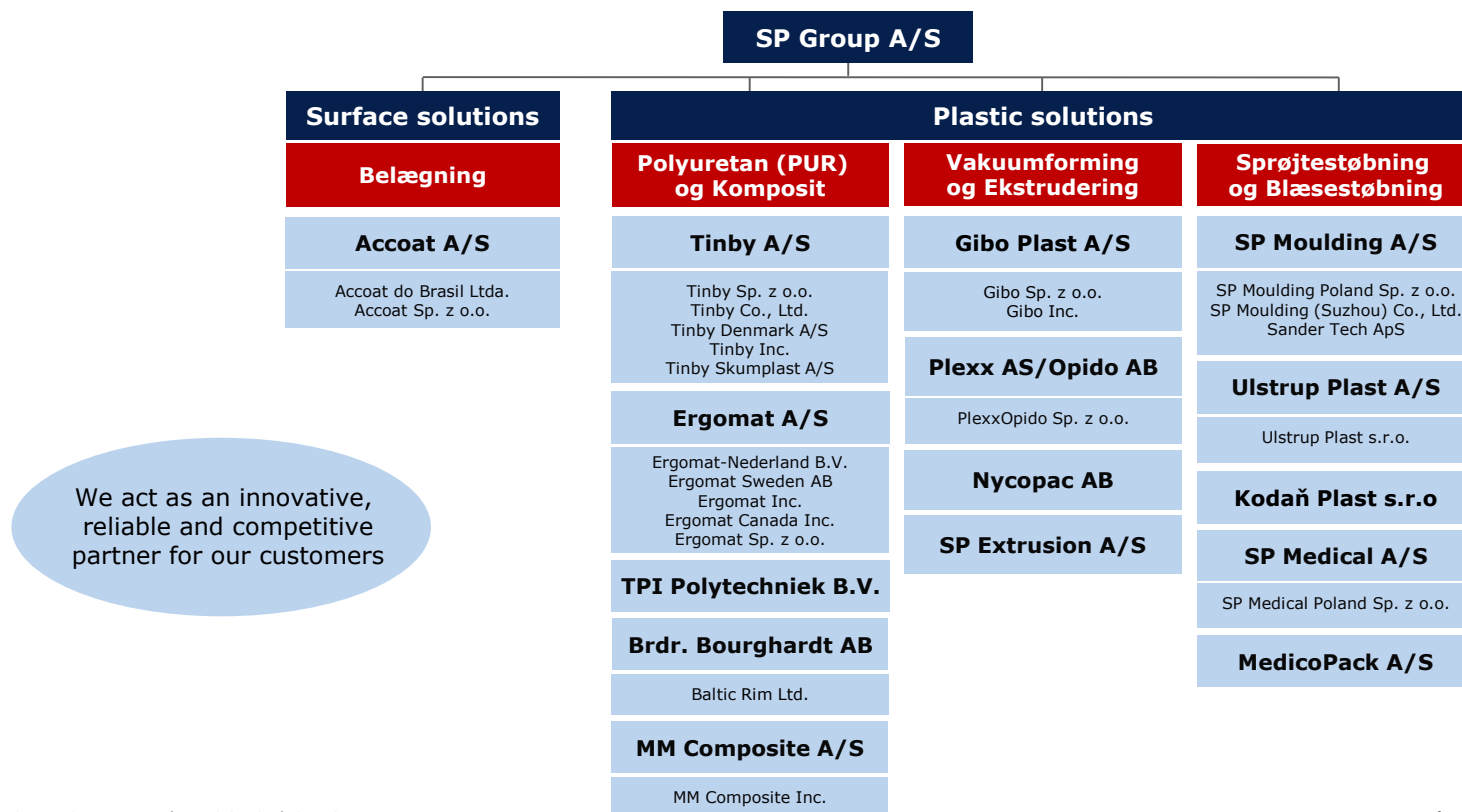 SP Group A/S
Surface solutions
Plastic solutions
Belægning
Polyuretan (PUR)
og Komposit
Vakuumforming
og Ekstrudering
Sprøjtestøbning
og Blæsestøbning
Accoat A/S
Accoat do Brasil Ltda.
Accoat Sp. z o.o.
Tinby A/S
Tinby Sp. z o.o.
Tinby Co., Ltd.
Tinby Denmark A/S
Tinby Inc.
Tinby Skumplast A/S
Ergomat A/S
Ergomat-Nederland B.V.
Ergomat Sweden AB
Ergomat Inc.
Ergomat Canada Inc.
Ergomat Sp. z o.o.
TPI Polytechniek B.V.
Brdr. Bourghardt AB
Baltic Rim Ltd.
MM Composite A/S
MM Composite Inc.
Gibo Plast A/S
Gibo Sp. z o.o.
Gibo Inc.
Plexx AS/Opido AB
PlexxOpido Sp. z o.o.
Nycopac AB
SP Extrusion A/S
SP Moulding A/S
SP Moulding Poland Sp. z o.o.
SP Moulding (Suzhou) Co., Ltd.
Sander Tech ApS
Ulstrup Plast A/S
Ulstrup Plast s.r.o.
Kodaň Plast s.r.o
SP Medical A/S
SP Medical Poland Sp. z o.o.
MedicoPack A/S
We act as an innovative,
reliable and competitive
partner for our customers